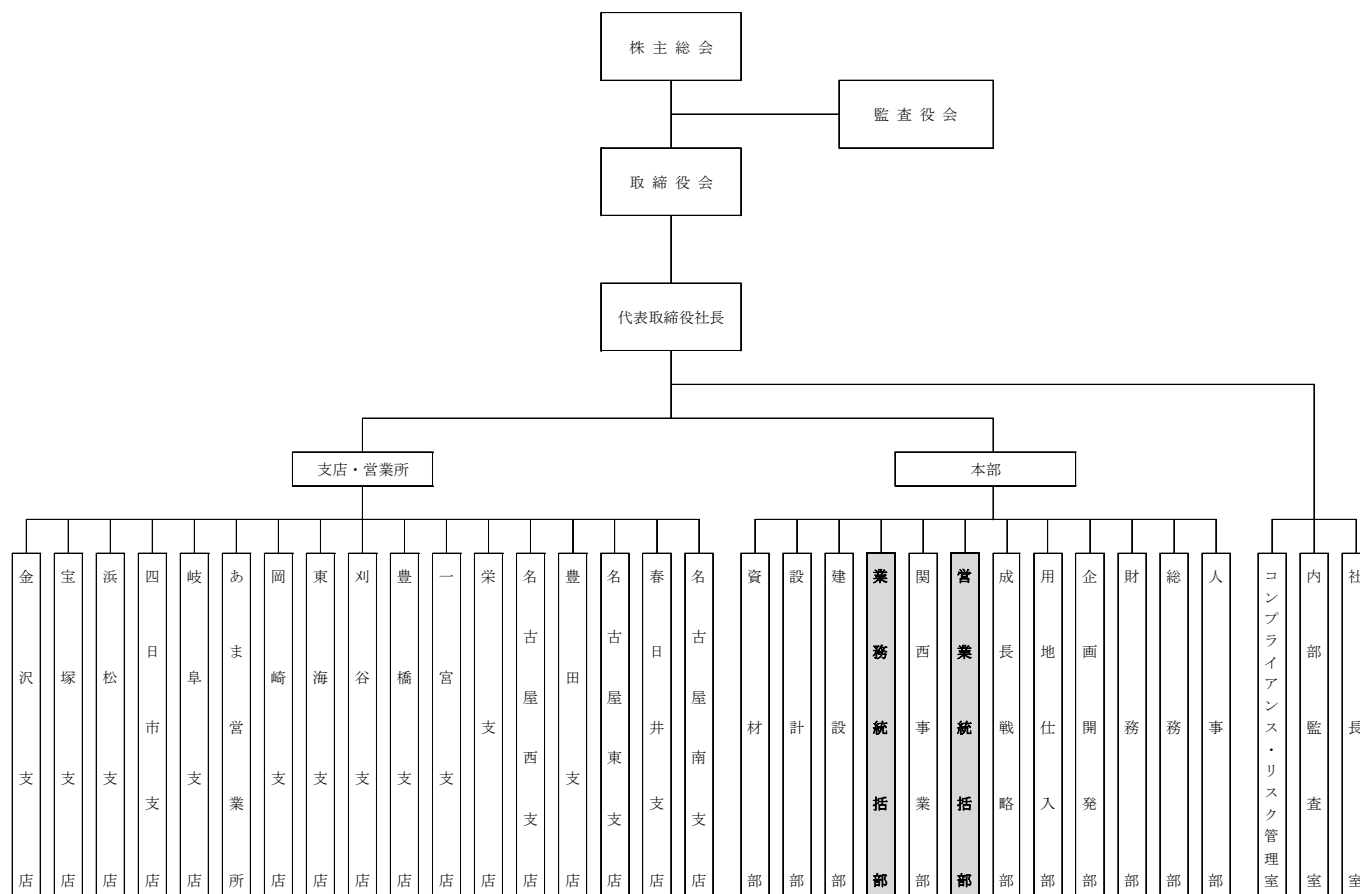 株主総会
監査役会
取締役会
代表取締役社長
支店・営業所
本部
金沢支店
宝塚支店
浜松支店
四日市支店
岐阜支店
あま営業所
岡崎支店
東海支店
刈谷支店
豊橋支店
一宮支店
栄支店
名古屋西支店
豊田支店
名古屋東支店
春日井支店
名古屋南支店
資材部
設計部
建設部
業務統括部
関西事業部
営業統括部
成長戦略部
用地仕入部
企画開発部
財務部
総務部
人事部
コンプライアンス・リスク管理室
内部監査室
社長室